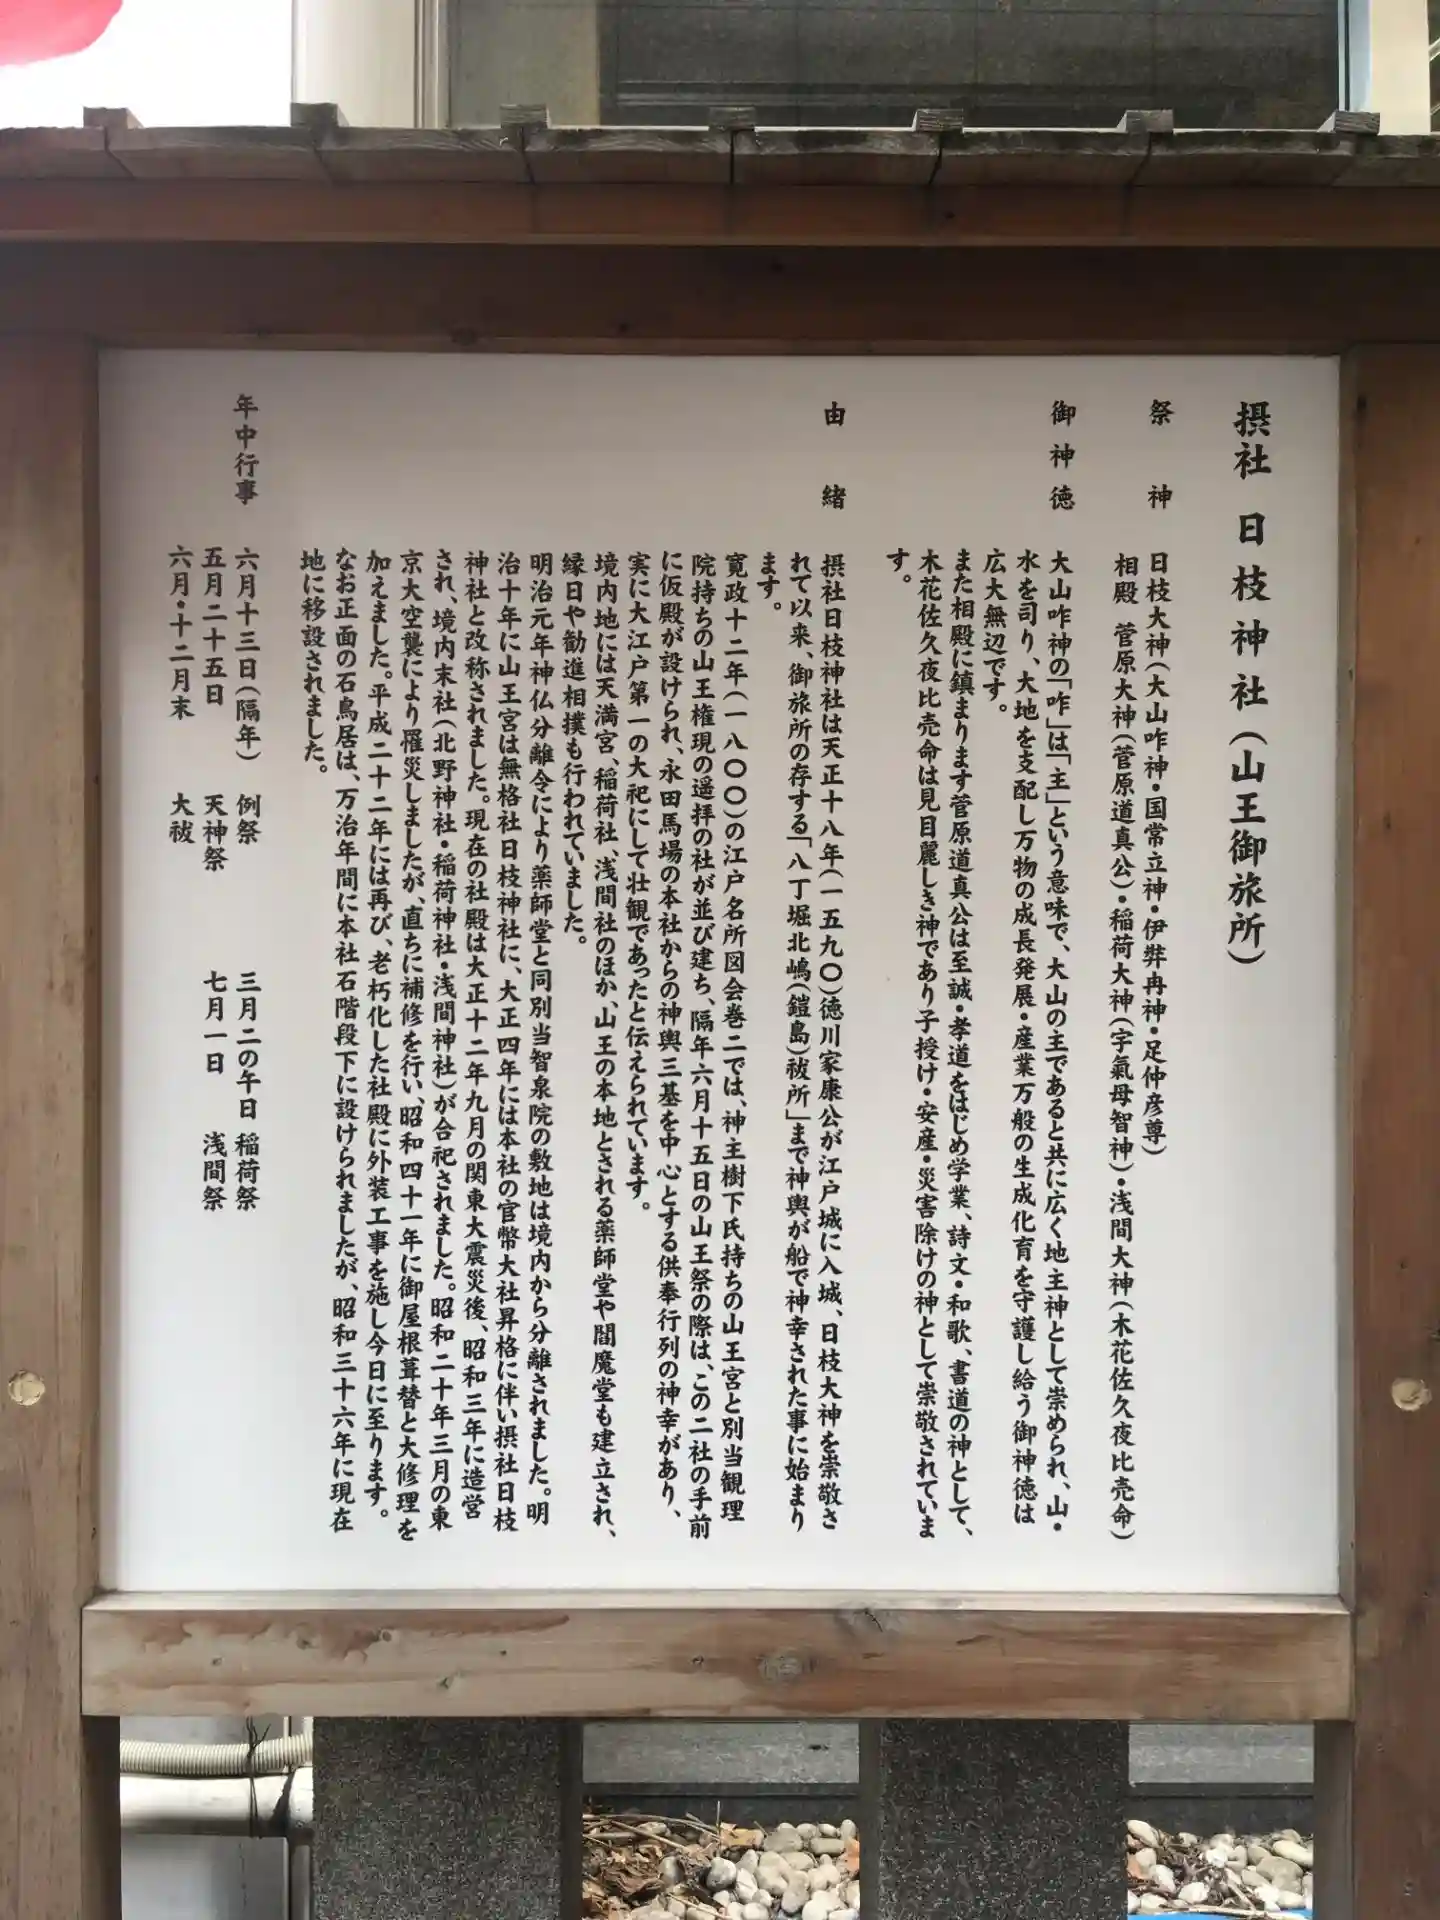 摂社 日枝神社(山王御旅所)
祭神
日枝大神(大山咋神・国常立神・伊弉冉神・足仲彦尊)
相殿 菅原大神(菅原道真公)・稲荷大神(宇氣母智神)・浅間大神(木花佐久夜比売命)
御神徳
大山咋神の「咋」は「主」という意味で、大山の主であると共に広く地主神として崇められ、山・
水を司り、大地を支配し万物の成長発展・産業万般の生成化育を守護し給う御神徳は
広大無辺です。
また相殿に鎮まります菅原道真公は至誠・孝道をはじめ学業、詩文・和歌、書道の神として、
木花佐久夜比売命は見目麗しき神であり子授け・安産・災害除けの神として崇敬されていま
す。
由緒
摂社日枝神社は天正十八年(一五九〇)徳川家康公が江戸城に入城、日枝大神を崇敬さ
れて以来、御旅所の存する「八丁堀北嶋(鎧島)祓所」まで神輿が船で神幸された事に始まり
ます。
寛政十二年(一八〇〇)の江戸名所図会巻二では、神主樹下氏持ちの山王宮と別当観理
院持ちの山王権現の遥拝の社が並び建ち、隔年六月十五日の山王祭の際は、この二社の手前
に仮殿が設けられ、永田馬場の本社からの神輿三基を中心とする供奉行列の神幸があり、
実に大江戸第一の大祀にして壮観であったと伝えられています。
境内地には天満宮、稲荷社、浅間社のほか、山王の本地とされる薬師堂や閻魔堂も建立され、
縁日や勧進相撲も行われていました。
明治元年神仏分離令により薬師堂と同別当智泉院の敷地は境内から分離されました。明
治十年に山王宮は無格社日枝神社に、大正四年には本社の官幣大社昇格に伴い摂社日枝
神社と改称されました。現在の社殿は大正十二年九月の関東大震災後、昭和三年に造営
され、境内末社(北野神社・稲荷神社・浅間神社)が合祀されました。昭和二十年三月の東
京大空襲により罹災しましたが、直ちに補修を行い、昭和四十一年に御屋根葺替と大修理を
加えました。平成二十二年には再び、老朽化した社殿に外装工事を施し今日に至ります。
なお正面の石鳥居は、万治年間に本社石階段下に設けられましたが、昭和三十六年に現在
地に移設されました。
年中行事
六月十三日(隔年) 例祭 三月二の午日 稲荷祭
五月二十五日 天神祭 七月一日 浅間祭
六月・十二月末 大祓